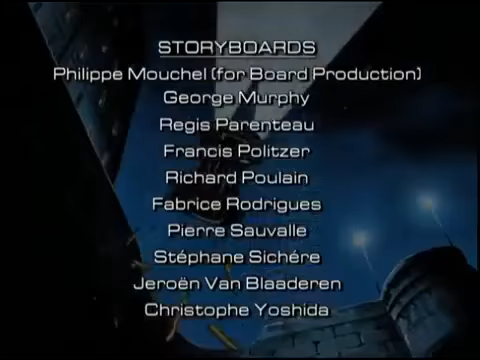 STORYBOARDS
Philippe Mouchel (for Board Production)
George Murphy
Regis Parenteau
Francis Politzer
Richard Poulain
Fabrice Rodrigues
Pierre Sauvalle
Stéphane Sichére
Jeroën Van Blaaderen
Christophe Yoshida